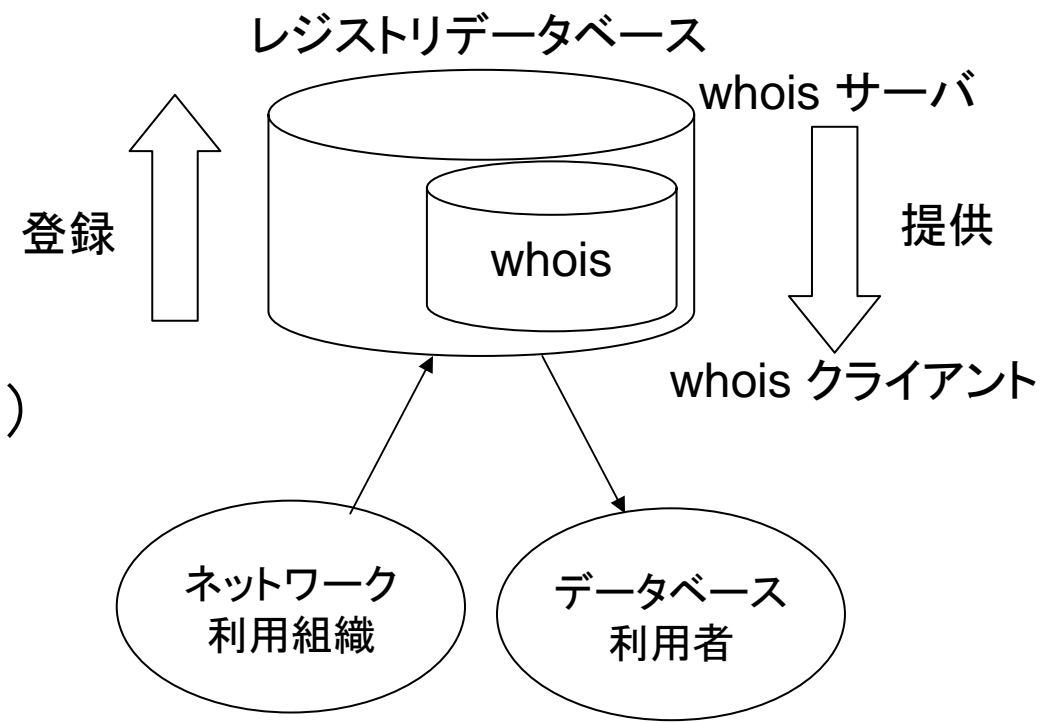 レジストリデータベース
whois サーバ
登録
whois
提供
whois クライアント
)
ネットワーク
利用組織
データベース
利用者